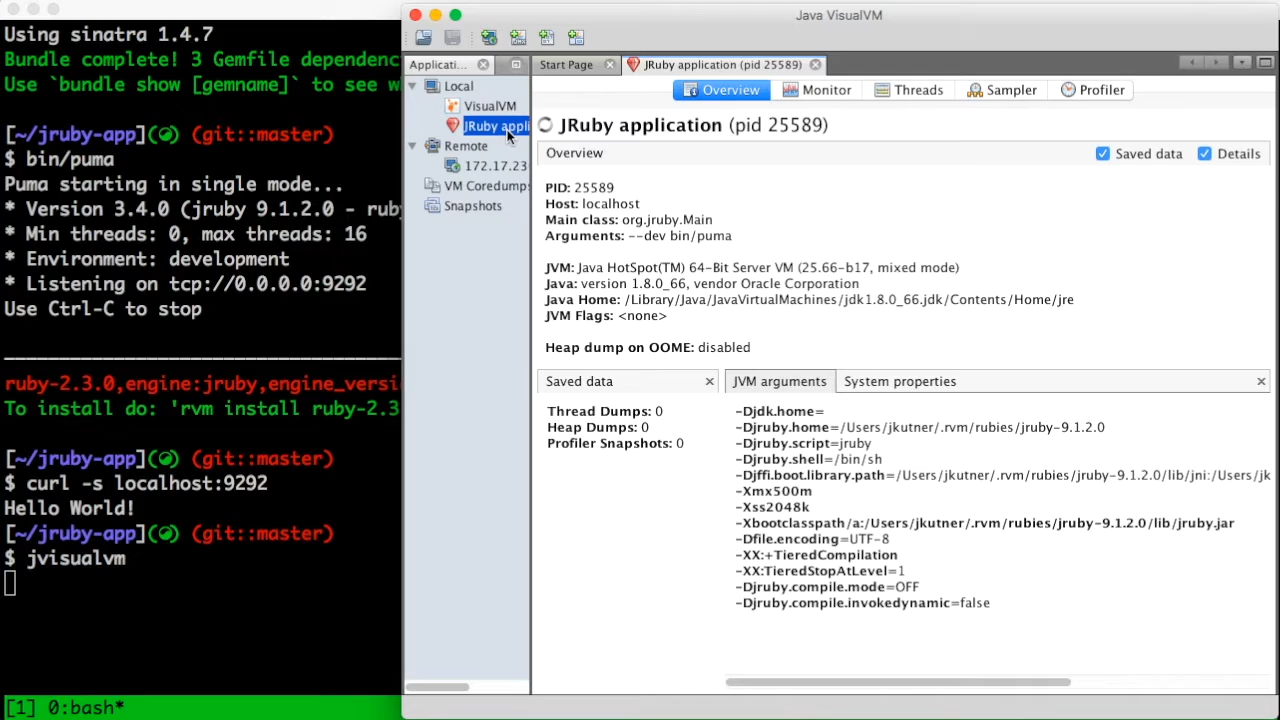 Using sinatra 1.4.7
Bundle complete! 3 Gemfile dependenc
Use `bundle show [gemname]` to see w
[~/jruby-app] (git::master)
$ bin/puma
Puma starting in single mode...
* Version 3.4.0 (jruby 9.1.2.0 - rub
* Min threads: 0, max threads: 16
* Environment: development
* Listening on tcp://0.0.0.0:9292
Use Ctrl-C to stop
ruby-2.3.0,engine:jruby,engine_versi
To install do: 'rvm install ruby-2.3
[~/jruby-app] (git::master)
$ curl -s localhost:9292
Hello World!
[~/jruby-app] (git::master)
$ jvisualvm
[1] 0:bash*
Java VisualVM
Applicati...
Local
VisualVM
JRuby appli
Remote
172.17.23
VM Coredumps
Snapshots
Start Page
JRuby application (pid 25589)
Overview
Monitor
Threads
Sampler
Profiler
JRuby application (pid 25589)
Overview
Saved data
Details
PID: 25589
Host: localhost
Main class: org.jruby.Main
Arguments: --dev bin/puma
JVM: Java HotSpot(TM) 64-Bit Server VM (25.66-b17, mixed mode)
Java: version 1.8.0_66, vendor Oracle Corporation
Java Home: /Library/Java/JavaVirtualMachines/jdk1.8.0_66.jdk/Contents/Home/jre
JVM Flags: <none>
Heap dump on OOME: disabled
Saved data
Thread Dumps: 0
Heap Dumps: 0
Profiler Snapshots: 0
JVM arguments
System properties
-Djdk.home=
-Djruby.home=/Users/jkutner/.rvm/rubies/jruby-9.1.2.0
-Djruby.script=jruby
-Djruby.shell=/bin/sh
-Djffi.boot.library.path=/Users/jkutner/.rvm/rubies/jruby-9.1.2.0/lib/jni:/Users/jk
-Xmx500m
-Xss2048k
-Xbootclasspath/a:/Users/jkutner/.rvm/rubies/jruby-9.1.2.0/lib/jruby.jar
-Dfile.encoding=UTF-8
-XX:+TieredCompilation
-XX:TieredStopAtLevel=1
-Djruby.compile.mode=OFF
-Djruby.compile.invokedynamic=false